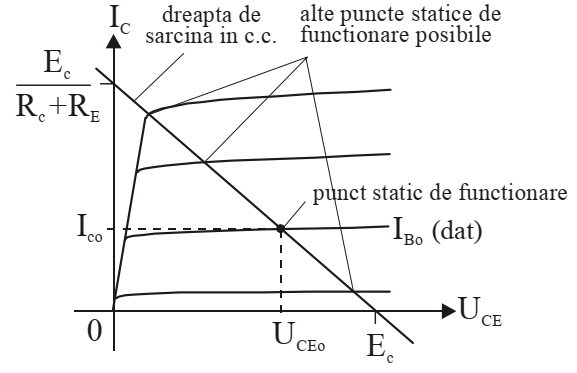 I_C
dreapta de
sarcina in c.c.
alte puncte statice de
functionare posibile
E_c
R_c+R_E
punct static de functionare
I_co
I_Bo (dat)
0
U_CEo
E_c
U_CE